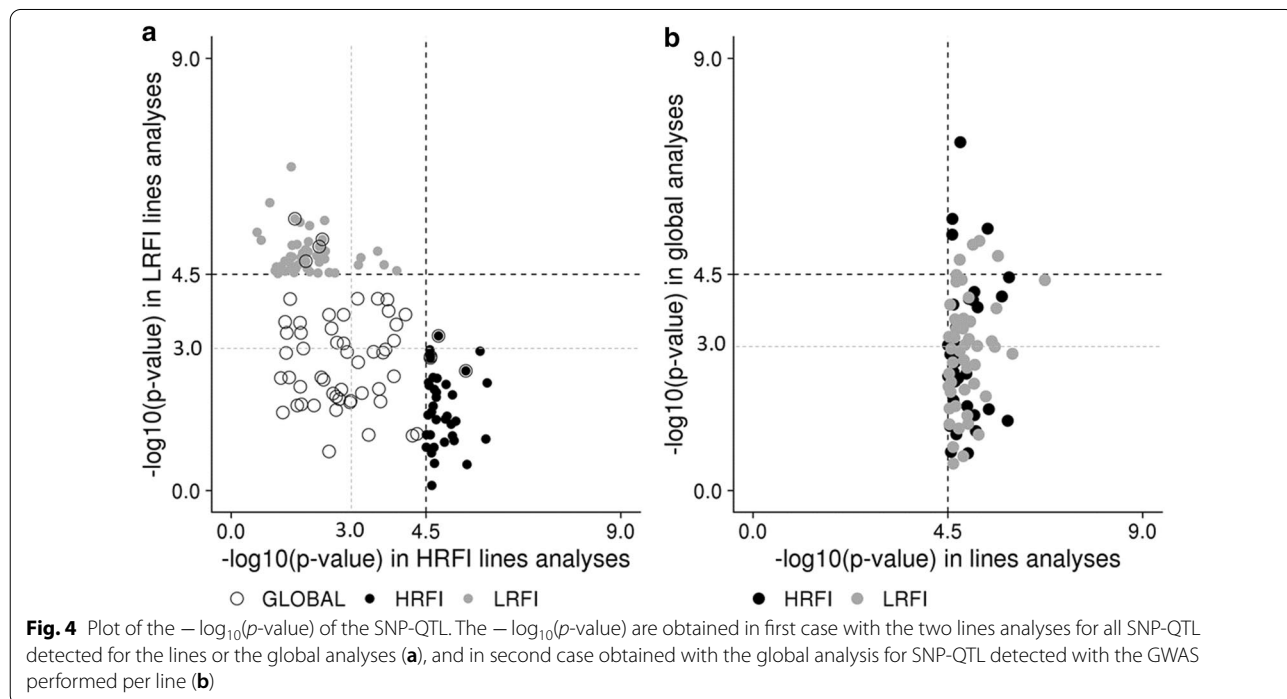 a
b
9.0
4.5
3.0
0.0
-log10(p-value) in LRFI lines analyses
0.0
3.0
4.5
9.0
-log10(p-value) in HRFI lines analyses
GLOBAL
HRFI
LRFI
9.0
4.5
3.0
0.0
-log10(p-value) in global analyses
0.0
4.5
9.0
-log10(p-value) in lines analyses
HRFI
LRFI
Fig. 4 Plot of the −log10(p-value) of the SNP-QTL. The −log10(p-value) are obtained in first case with the two lines analyses for all SNP-QTL
detected for the lines or the global analyses (a), and in second case obtained with the global analysis for SNP-QTL detected with the GWAS
performed per line (b)